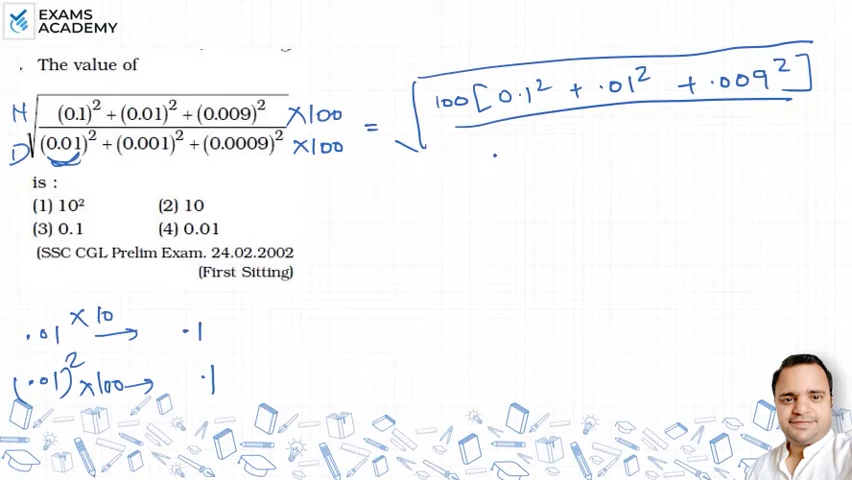 EXAMS
ACADEMY
. The value of
N (0.1)² + (0.01)² + (0.009)² ×100
D (0.01)² + (0.001)² + (0.0009)² ×100
= √ 100[0.1² + .01² + .009²]
is :
(1) 10² (2) 10
(3) 0.1 (4) 0.01
(SSC CGL Prelim Exam. 24.02.2002
(First Sitting)
.01 ×10 → .1
(.01)² ×100 → .1